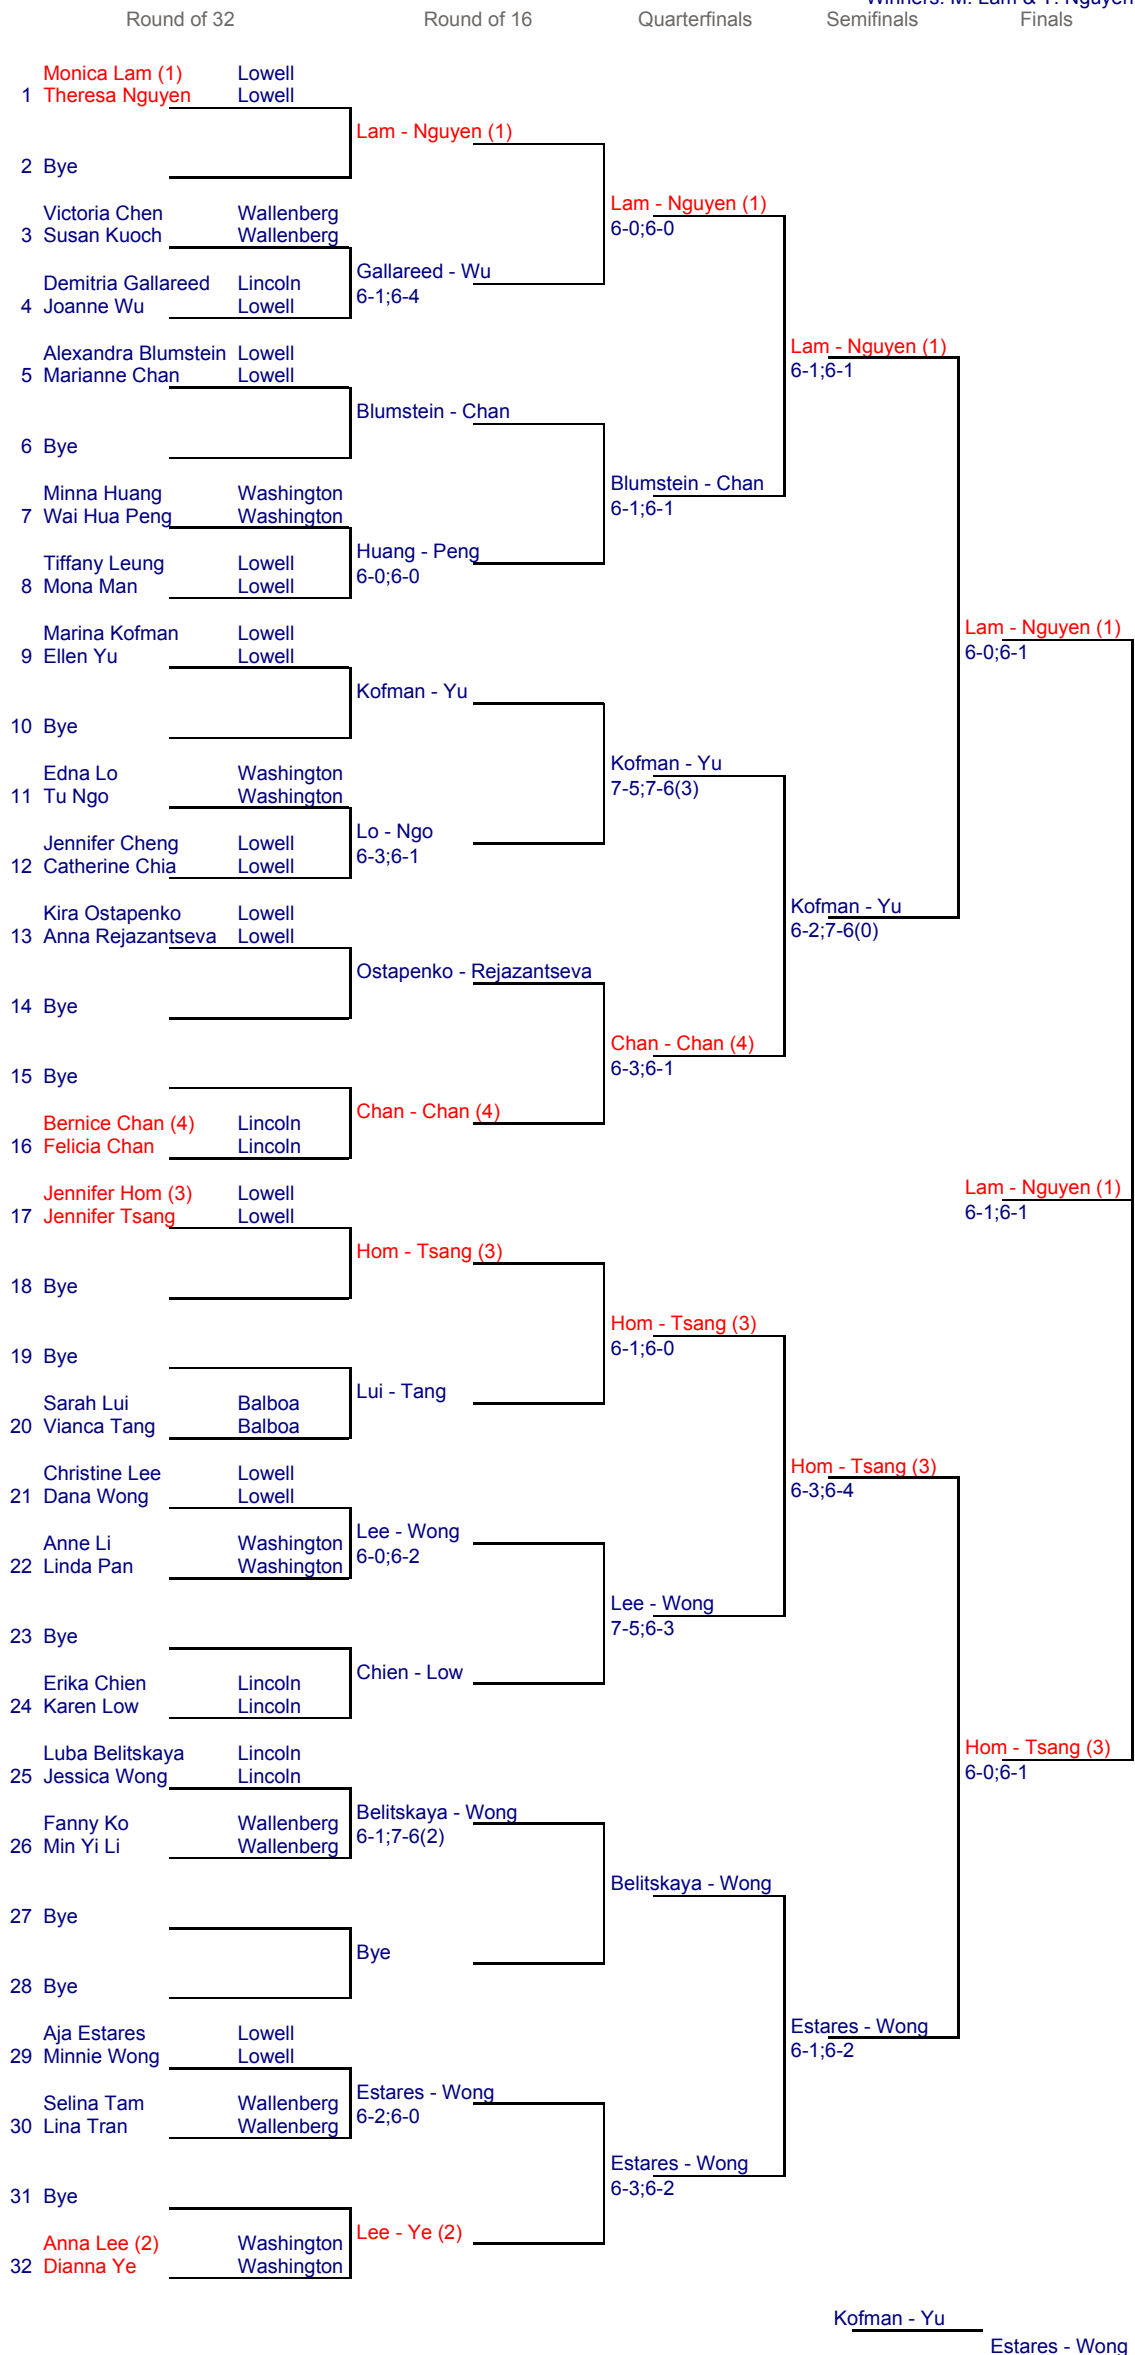 Winners: M. Lam & T. Nguyen
Round of 32 Round of 16 Quarterfinals Semifinals Finals
Monica Lam (1) Lowell
1 Theresa Nguyen Lowell
Lam - Nguyen (1)
2 Bye
Lam - Nguyen (1)
6-0;6-0
Victoria Chen Wallenberg
3 Susan Kuoch Wallenberg
Gallareed - Wu
6-1;6-4
Demitria Gallareed Lincoln
4 Joanne Wu Lowell
Lam - Nguyen (1)
6-1;6-1
Alexandra Blumstein Lowell
5 Marianne Chan Lowell
Blumstein - Chan
6 Bye
Blumstein - Chan
6-1;6-1
Minna Huang Washington
7 Wai Hua Peng Washington
Huang - Peng
6-0;6-0
Tiffany Leung Lowell
8 Mona Man Lowell
Lam - Nguyen (1)
6-0;6-1
Marina Kofman Lowell
9 Ellen Yu Lowell
Kofman - Yu
10 Bye
Kofman - Yu
7-5;7-6(3)
Edna Lo Washington
11 Tu Ngo Washington
Lo - Ngo
6-3;6-1
Jennifer Cheng Lowell
12 Catherine Chia Lowell
Kofman - Yu
6-2;7-6(0)
Kira Ostapenko Lowell
13 Anna Rejazantseva Lowell
Ostapenko - Rejazantseva
14 Bye
Chan - Chan (4)
6-3;6-1
15 Bye
Chan - Chan (4)
Bernice Chan (4) Lincoln
16 Felicia Chan Lincoln
Lam - Nguyen (1)
6-1;6-1
Jennifer Hom (3) Lowell
17 Jennifer Tsang Lowell
Hom - Tsang (3)
18 Bye
Hom - Tsang (3)
6-1;6-0
19 Bye
Lui - Tang
Sarah Lui Balboa
20 Vianca Tang Balboa
Hom - Tsang (3)
6-3;6-4
Christine Lee Lowell
21 Dana Wong Lowell
Lee - Wong
6-0;6-2
Anne Li Washington
22 Linda Pan Washington
Lee - Wong
7-5;6-3
23 Bye
Chien - Low
Erika Chien Lincoln
24 Karen Low Lincoln
Hom - Tsang (3)
6-0;6-1
Luba Belitskaya Lincoln
25 Jessica Wong Lincoln
Belitskaya - Wong
6-1;7-6(2)
Fanny Ko Wallenberg
26 Min Yi Li Wallenberg
Belitskaya - Wong
27 Bye
Bye
28 Bye
Estares - Wong
6-1;6-2
Aja Estares Lowell
29 Minnie Wong Lowell
Estares - Wong
6-2;6-0
Selina Tam Wallenberg
30 Lina Tran Wallenberg
Estares - Wong
6-3;6-2
31 Bye
Lee - Ye (2)
Anna Lee (2) Washington
32 Dianna Ye Washington
Kofman - Yu
Estares - Wong